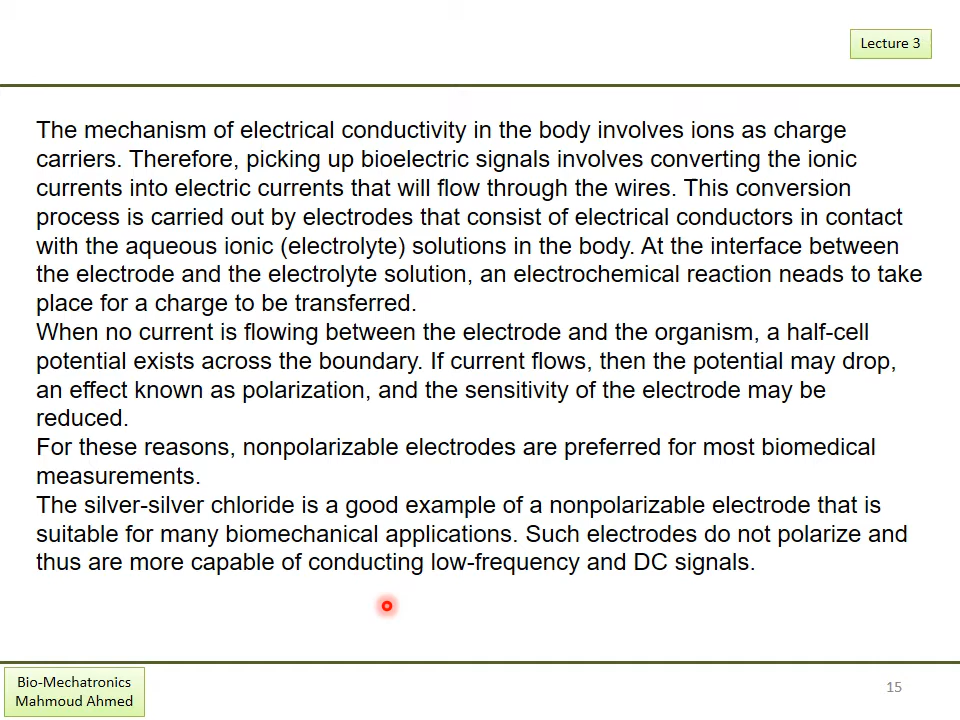 Lecture 3
The mechanism of electrical conductivity in the body involves ions as charge
carriers. Therefore, picking up bioelectric signals involves converting the ionic
currents into electric currents that will flow through the wires. This conversion
process is carried out by electrodes that consist of electrical conductors in contact
with the aqueous ionic (electrolyte) solutions in the body. At the interface between
the electrode and the electrolyte solution, an electrochemical reaction neads to take
place for a charge to be transferred.
When no current is flowing between the electrode and the organism, a half-cell
potential exists across the boundary. If current flows, then the potential may drop,
an effect known as polarization, and the sensitivity of the electrode may be
reduced.
For these reasons, nonpolarizable electrodes are preferred for most biomedical
measurements.
The silver-silver chloride is a good example of a nonpolarizable electrode that is
suitable for many biomechanical applications. Such electrodes do not polarize and
thus are more capable of conducting low-frequency and DC signals.
Bio-Mechatronics
Mahmoud Ahmed
15